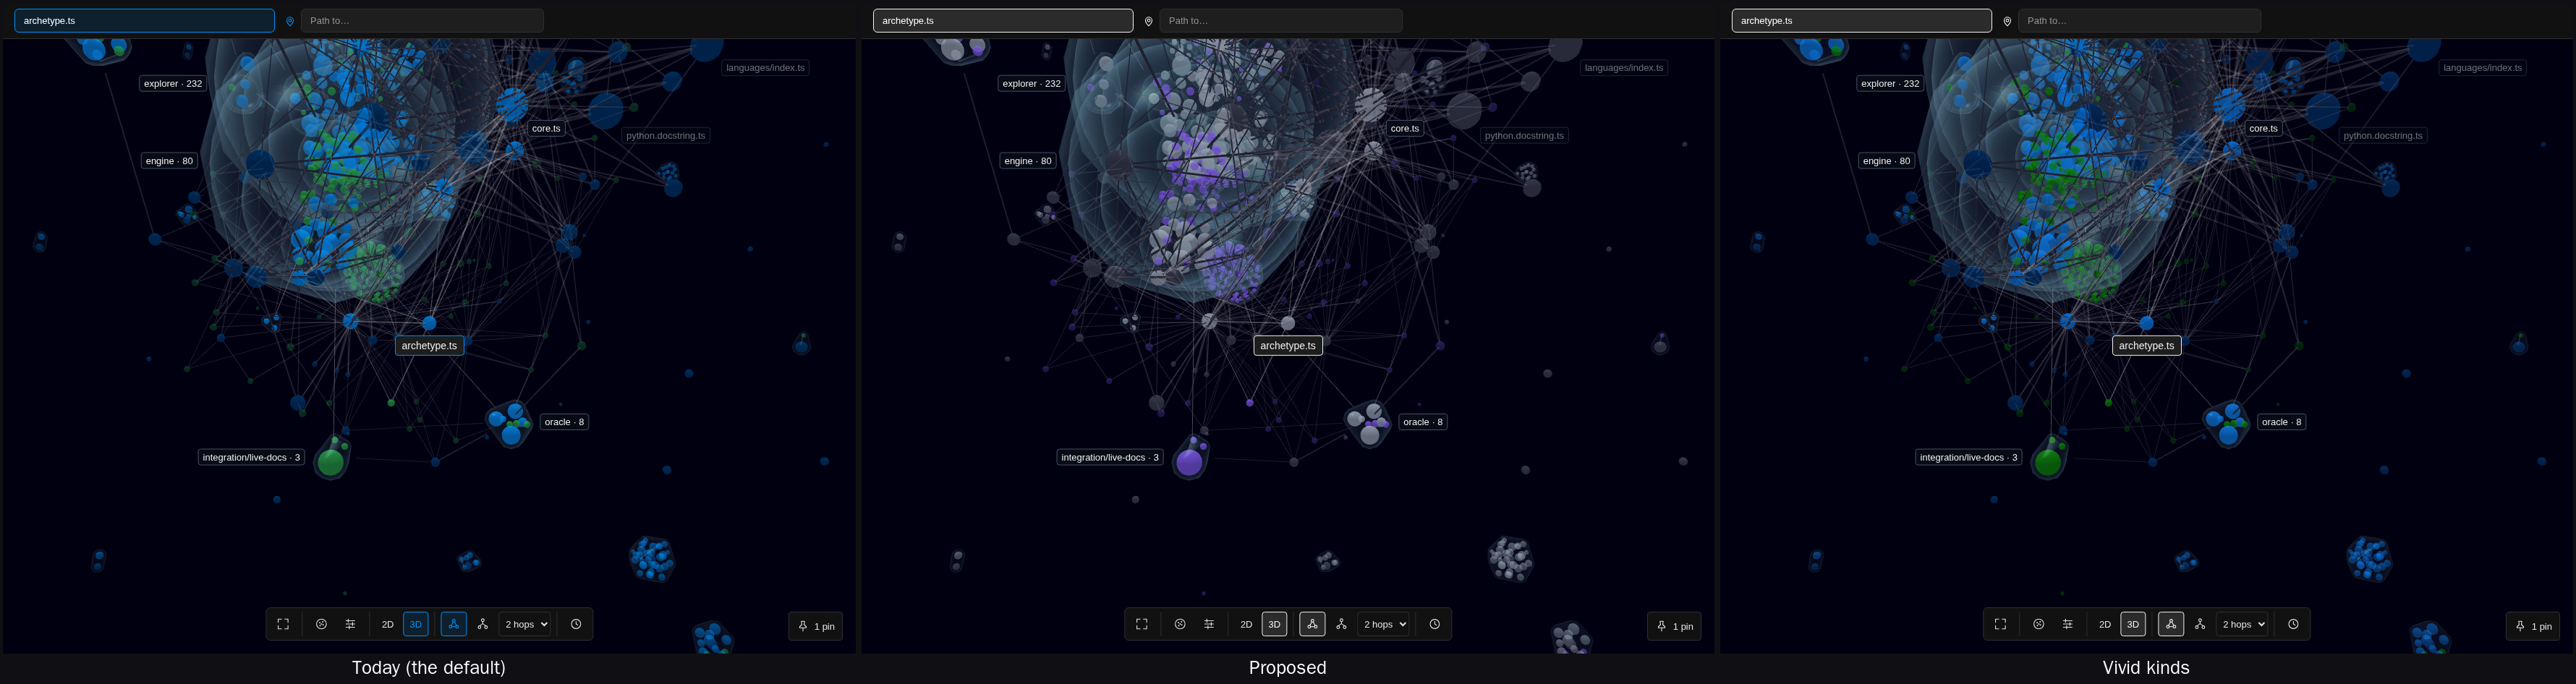 archetype.ts
Path to…
languages/index.ts
explorer · 232
core.ts
python.docstring.ts
engine · 80
archetype.ts
oracle · 8
integration/live-docs · 3
2D
3D
2 hops
1 pin
Today (the default)
archetype.ts
Path to…
languages/index.ts
explorer · 232
core.ts
python.docstring.ts
engine · 80
archetype.ts
oracle · 8
integration/live-docs · 3
2D
3D
2 hops
1 pin
Proposed
archetype.ts
Path to…
languages/index.ts
explorer · 232
core.ts
python.docstring.ts
engine · 80
archetype.ts
oracle · 8
integration/live-docs · 3
2D
3D
2 hops
1 pin
Vivid kinds